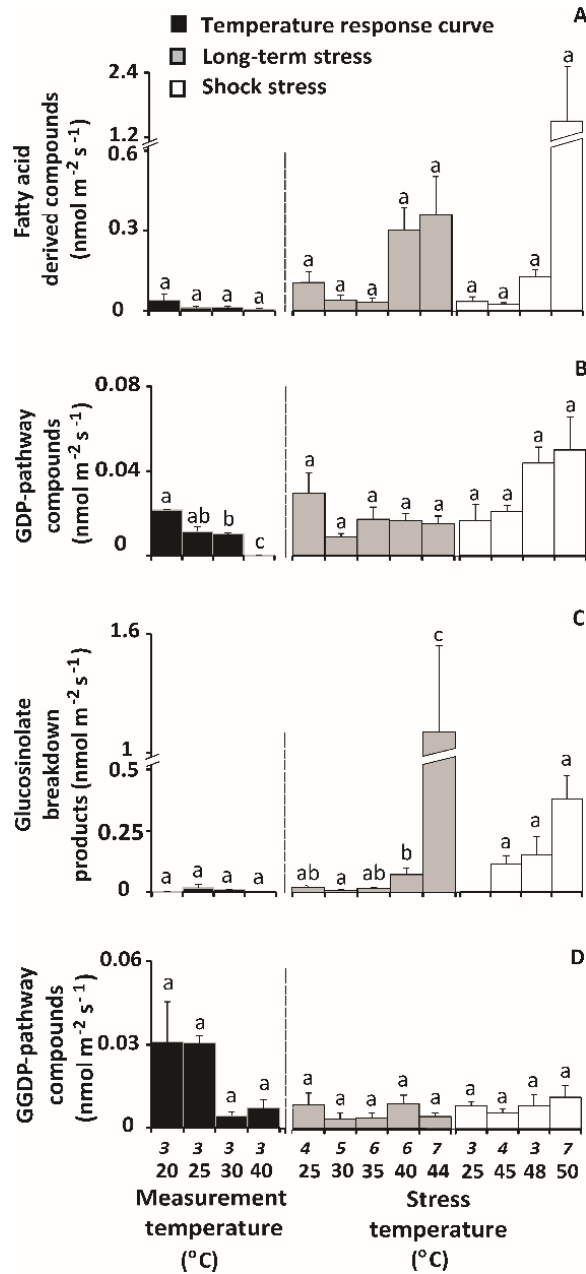 Temperature response curve
Long-term stress
Shock stress
A
Fatty acid
derived compounds
(nmol m⁻² s⁻¹)
2.4
1.2
0.6
0.3
0
a a a a
a a a a a
a a a a
B
GDP-pathway
compounds
(nmol m⁻² s⁻¹)
0.08
0.04
0
a ab b c
a a a a a
a a a a
C
Glucosinolate
breakdown
products (nmol m⁻² s⁻¹)
1.6
1
0.5
0.25
0
a a a a
ab a ab b c
a a a
D
GGDP-pathway
compounds
(nmol m⁻² s⁻¹)
0.06
0.03
0
a a a a
a a a a a
a a a a
3 3 3 3 4 5 6 6 7 3 4 3 7
20 25 30 40 25 30 35 40 44 25 45 48 50
Measurement
temperature
(°C)
Stress
temperature
(°C)